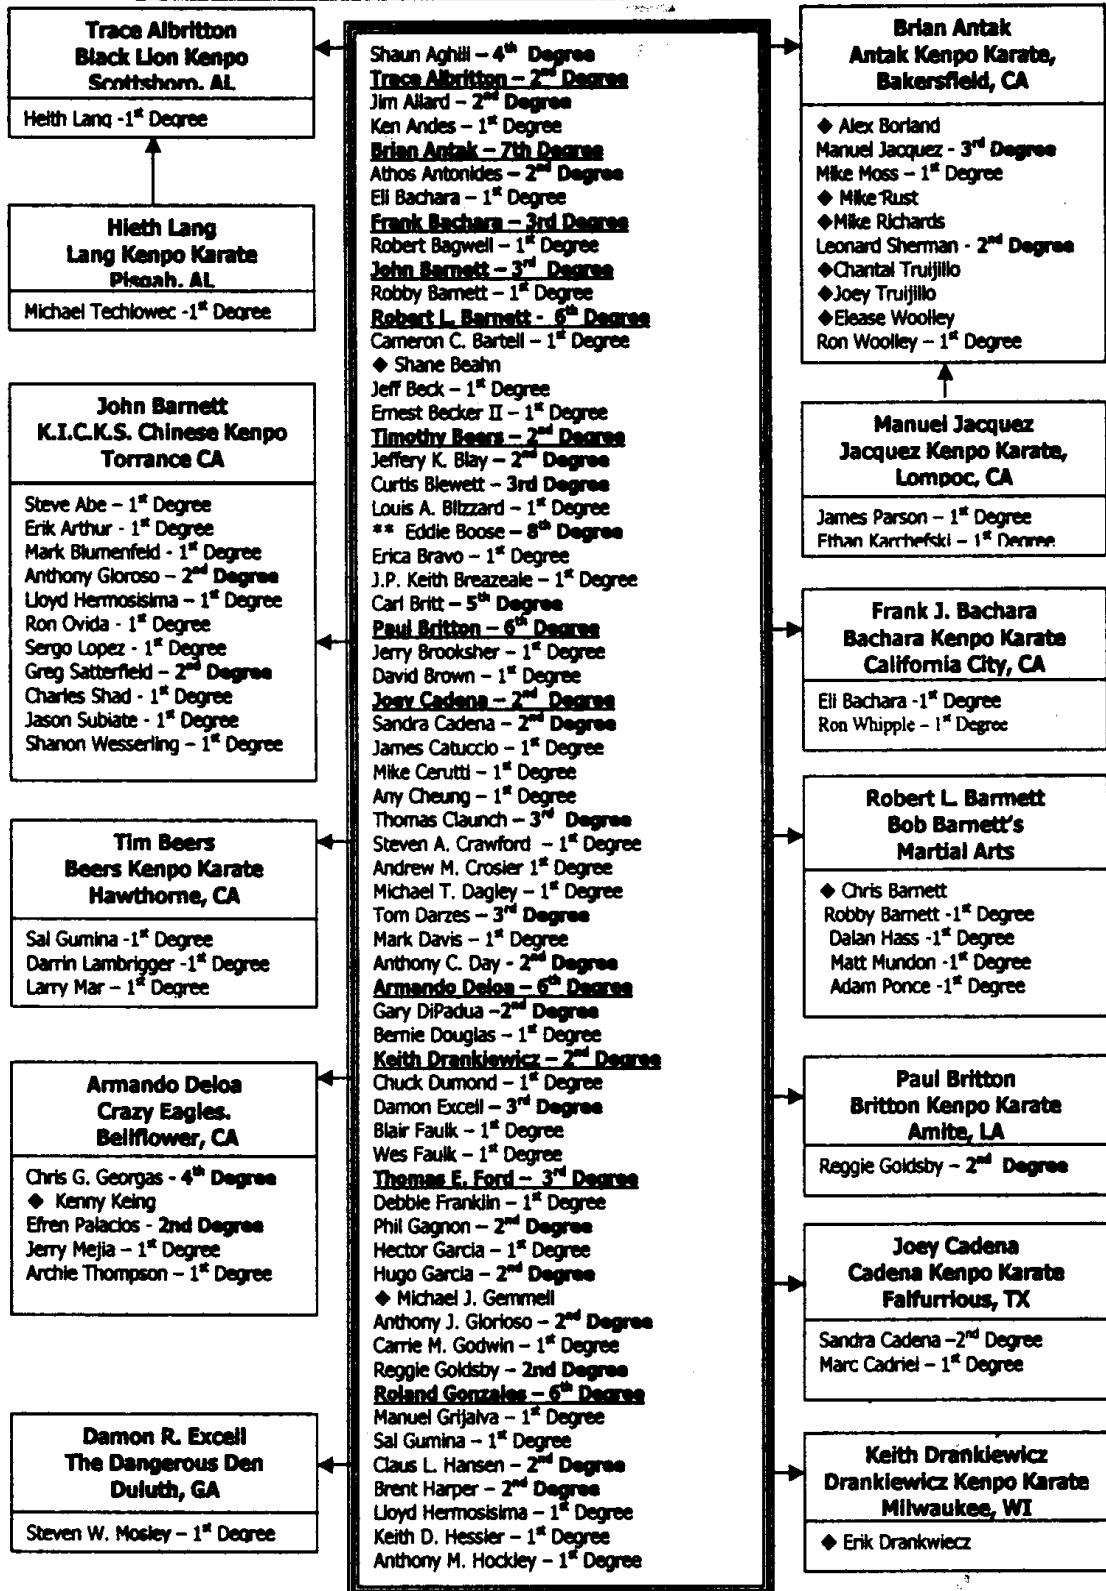 Trace Albritton
Black Lion Kenpo
Scottsboro, AL
Heith Lang -1st Degree
Hieth Lang
Lang Kenpo Karate
Pisgah, AL
Michael Techlowec -1st Degree
John Barnett
K.I.C.K.S. Chinese Kenpo
Torrance CA
Steve Abe – 1st Degree
Erik Arthur - 1st Degree
Mark Blumenfeld - 1st Degree
Anthony Gloroso – 2nd Degree
Lloyd Hermosisima – 1st Degree
Ron Ovida - 1st Degree
Sergo Lopez - 1st Degree
Greg Satterfield – 2nd Degree
Charles Shad - 1st Degree
Jason Subiate - 1st Degree
Shanon Wesserling – 1st Degree
Tim Beers
Beers Kenpo Karate
Hawthorne, CA
Sal Gumina -1st Degree
Darrin Lambrigger -1st Degree
Larry Mar – 1st Degree
Armando Deloa
Crazy Eagles.
Bellflower, CA
Chris G. Georgas - 4th Degree
◆ Kenny Keing
Efren Palacios - 2nd Degree
Jerry Mejia – 1st Degree
Archie Thompson – 1st Degree
Damon R. Excell
The Dangerous Den
Duluth, GA
Steven W. Mosley – 1st Degree
Shaun Aghili – 4th Degree
Trace Albritton – 2nd Degree
Jim Allard – 2nd Degree
Ken Andes – 1st Degree
Brian Antak – 7th Degree
Athos Antonides – 2nd Degree
Eli Bachara – 1st Degree
Frank Bachara – 3rd Degree
Robert Bagwell – 1st Degree
John Barnett – 3rd Degree
Robby Barnett – 1st Degree
Robert L. Barnett - 6th Degree
Cameron C. Bartell – 1st Degree
◆ Shane Beahn
Jeff Beck – 1st Degree
Ernest Becker II – 1st Degree
Timothy Beers – 2nd Degree
Jeffery K. Blay – 2nd Degree
Curtis Blewett – 3rd Degree
Louis A. Blizzard – 1st Degree
** Eddie Boose – 8th Degree
Erica Bravo – 1st Degree
J.P. Keith Breazeale – 1st Degree
Carl Britt – 5th Degree
Paul Britton – 6th Degree
Jerry Brooksher – 1st Degree
David Brown – 1st Degree
Joey Cadena – 2nd Degree
Sandra Cadena – 2nd Degree
James Catuccio – 1st Degree
Mike Cerutti – 1st Degree
Any Cheung – 1st Degree
Thomas Claunch – 3rd Degree
Steven A. Crawford – 1st Degree
Andrew M. Crosier 1st Degree
Michael T. Dagley – 1st Degree
Tom Darzes – 3rd Degree
Mark Davis – 1st Degree
Anthony C. Day - 2nd Degree
Armando Deloa – 6th Degree
Gary DiPadua –2nd Degree
Bernie Douglas – 1st Degree
Keith Drankiewicz – 2nd Degree
Chuck Dumond – 1st Degree
Damon Excell – 3rd Degree
Blair Faulk – 1st Degree
Wes Faulk – 1st Degree
Thomas E. Ford – 3rd Degree
Debbie Franklin – 1st Degree
Phil Gagnon – 2nd Degree
Hector Garcia – 1st Degree
Hugo Garcia – 2nd Degree
◆ Michael J. Gemmell
Anthony J. Glorioso – 2nd Degree
Carrie M. Godwin – 1st Degree
Reggie Goldsby – 2nd Degree
Roland Gonzales – 6th Degree
Manuel Grijalva – 1st Degree
Sal Gumina – 1st Degree
Claus L. Hansen – 2nd Degree
Brent Harper – 2nd Degree
Lloyd Hermosisima – 1st Degree
Keith D. Hessler – 1st Degree
Anthony M. Hockley – 1st Degree
Brian Antak
Antak Kenpo Karate,
Bakersfield, CA
◆ Alex Borland
Manuel Jacquez - 3rd Degree
Mike Moss – 1st Degree
◆ Mike Rust
◆Mike Richards
Leonard Sherman - 2nd Degree
◆Chantal Truijillo
◆Joey Truijillo
◆Elease Woolley
Ron Woolley – 1st Degree
Manuel Jacquez
Jacquez Kenpo Karate,
Lompoc, CA
James Parson – 1st Degree
Ethan Karchefski – 1st Degree
Frank J. Bachara
Bachara Kenpo Karate
California City, CA
Eli Bachara -1st Degree
Ron Whipple – 1st Degree
Robert L. Barmett
Bob Barnett's
Martial Arts
◆ Chris Barnett
Robby Barnett -1st Degree
Dalan Hass -1st Degree
Matt Mundon -1st Degree
Adam Ponce -1st Degree
Paul Britton
Britton Kenpo Karate
Amite, LA
Reggie Goldsby – 2nd Degree
Joey Cadena
Cadena Kenpo Karate
Falfurrious, TX
Sandra Cadena –2nd Degree
Marc Cadriel – 1st Degree
Keith Drankiewicz
Drankiewicz Kenpo Karate
Milwaukee, WI
◆ Erik Drankwiecz